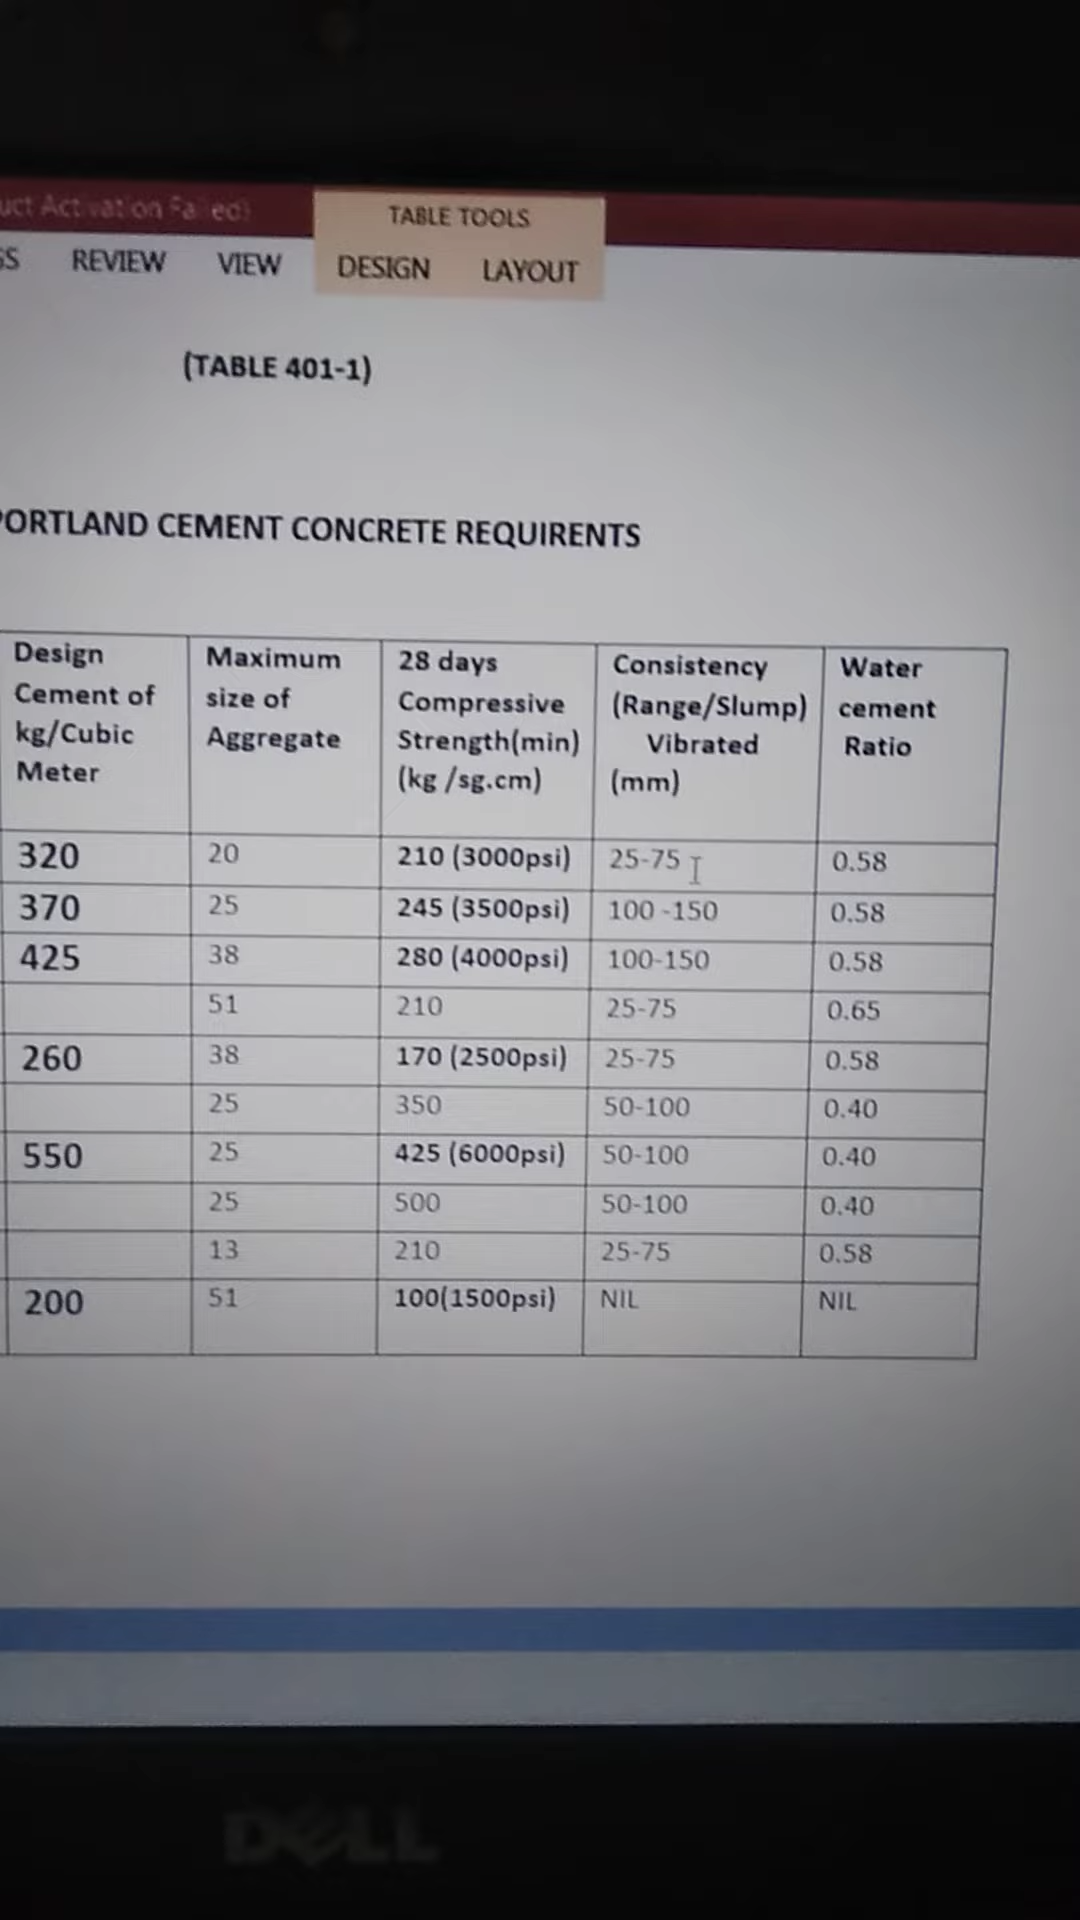 uct Activation Failed)
TABLE TOOLS
GS REVIEW VIEW DESIGN LAYOUT
(TABLE 401-1)
PORTLAND CEMENT CONCRETE REQUIRENTS
Design Maximum 28 days Consistency Water
Cement of size of Compressive (Range/Slump) cement
kg/Cubic Aggregate Strength(min) Vibrated Ratio
Meter (kg /sg.cm) (mm)
320 20 210 (3000psi) 25-75 0.58
370 25 245 (3500psi) 100 -150 0.58
425 38 280 (4000psi) 100-150 0.58
51 210 25-75 0.65
260 38 170 (2500psi) 25-75 0.58
25 350 50-100 0.40
550 25 425 (6000psi) 50-100 0.40
25 500 50-100 0.40
13 210 25-75 0.58
200 51 100(1500psi) NIL NIL
DELL